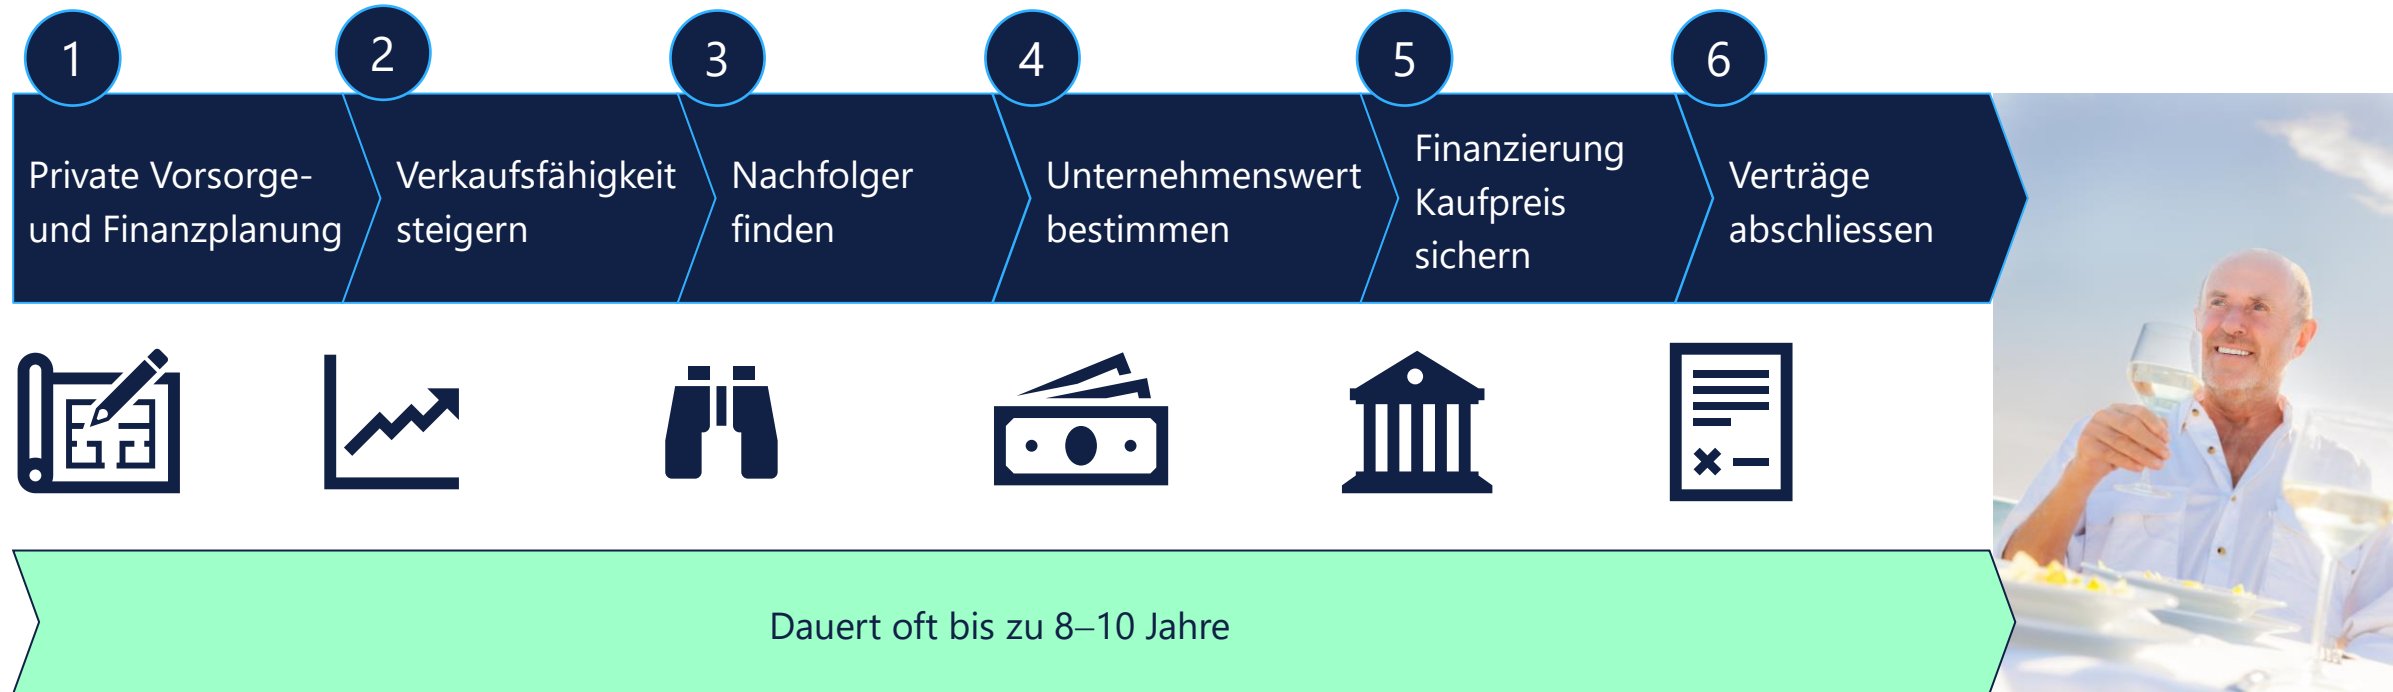 1
Private Vorsorge-
und Finanzplanung
2
Verkaufsfähigkeit
steigern
3
Nachfolger
finden
4
Unternehmenswert
bestimmen
5
Finanzierung
Kaufpreis
sichern
6
Verträge
abschliessen
Dauert oft bis zu 8–10 Jahre